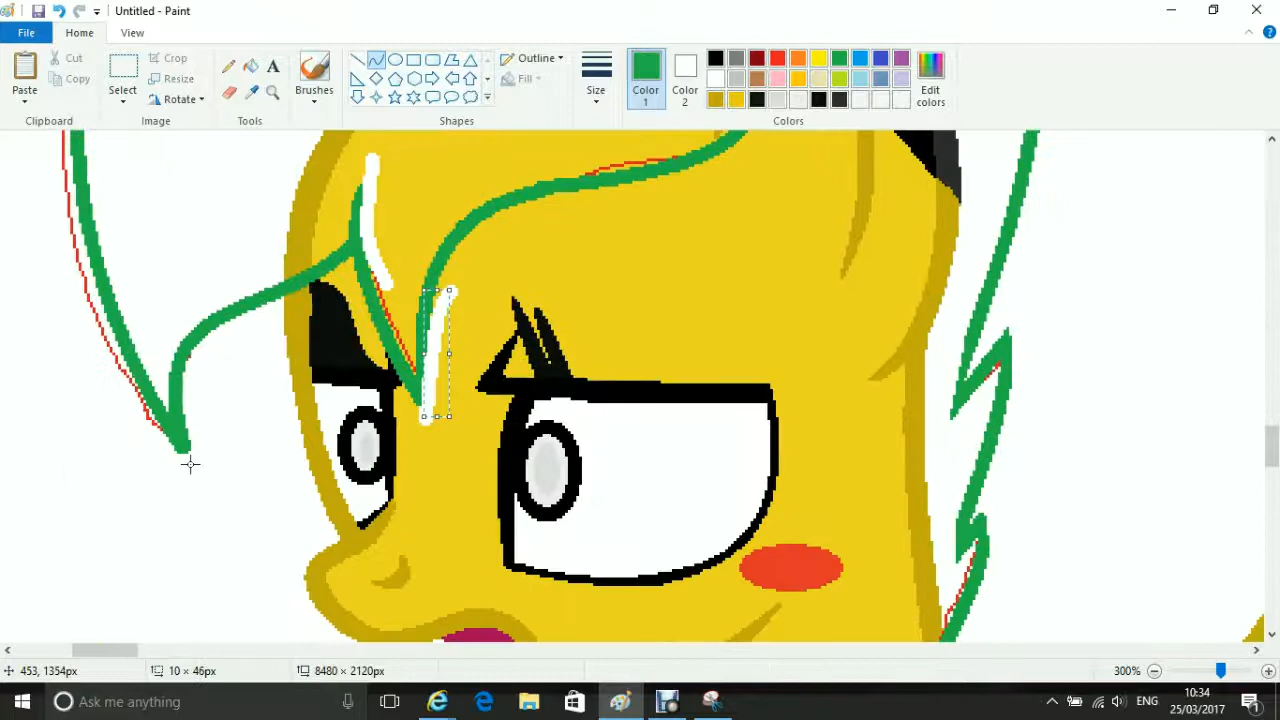 Untitled - Paint
File
Home
View
Paste
Cut
Copy
Clipboard
Select
Crop
Resize
Rotate
Image
A
Tools
Brushes
Outline
Fill
Shapes
Size
Color 1
Color 2
Edit colors
Colors
453, 1354px
10 × 46px
8480 × 2120px
300%
Ask me anything
ENG
10:34
25/03/2017
1